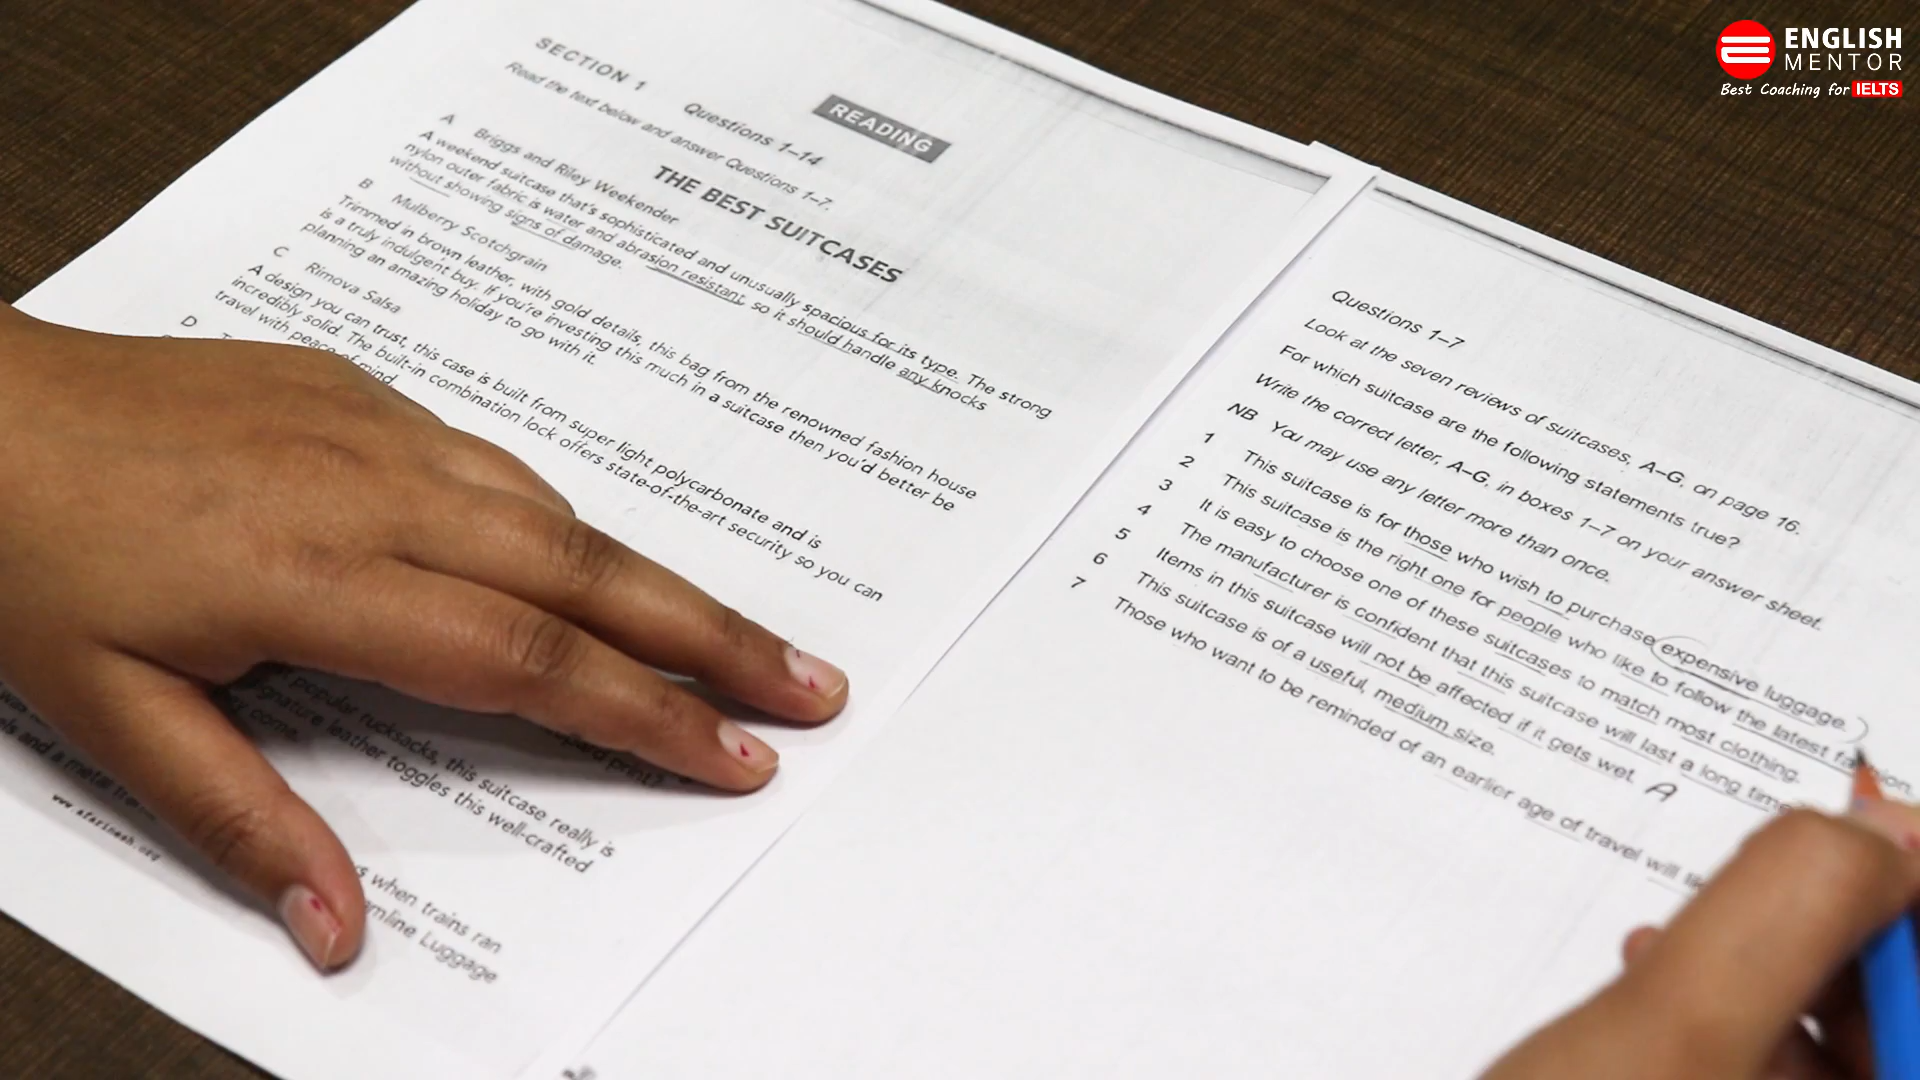 ENGLISH
MENTOR
Best Coaching for IELTS
READING
SECTION 1 Questions 1–14
Read the text below and answer Questions 1–7.
THE BEST SUITCASES
A Briggs and Riley Weekender
A weekend suitcase that's sophisticated and unusually spacious for its type. The strong
nylon outer fabric is water and abrasion resistant, so it should handle any knocks
without showing signs of damage.
B Mulberry Scotchgrain
Trimmed in brown leather, with gold details, this bag from the renowned fashion house
is a truly indulgent buy. If you're investing this much in a suitcase then you'd better be
planning an amazing holiday to go with it.
C Rimova Salsa
A design you can trust, this case is built from super light polycarbonate and is
incredibly solid. The built-in combination lock offers state-of-the-art security so you can
travel with peace of mind.
D
print?
popular rucksacks, this suitcase really is
signature leather toggles this well-crafted
come.
when trains ran
Luggage
and a metal
www.afarinesh.org
Questions 1–7
Look at the seven reviews of suitcases, A–G, on page 16.
For which suitcase are the following statements true?
Write the correct letter, A–G, in boxes 1–7 on your answer sheet.
NB You may use any letter more than once.
1 This suitcase is for those who wish to purchase expensive luggage.
2 This suitcase is the right one for people who like to follow the latest
3 It is easy to choose one of these suitcases to match most clothing.
4 The manufacturer is confident that this suitcase will last a long time
5 Items in this suitcase will not be affected if it gets wet. A
6 This suitcase is of a useful, medium size.
7 Those who want to be reminded of an earlier age of travel will